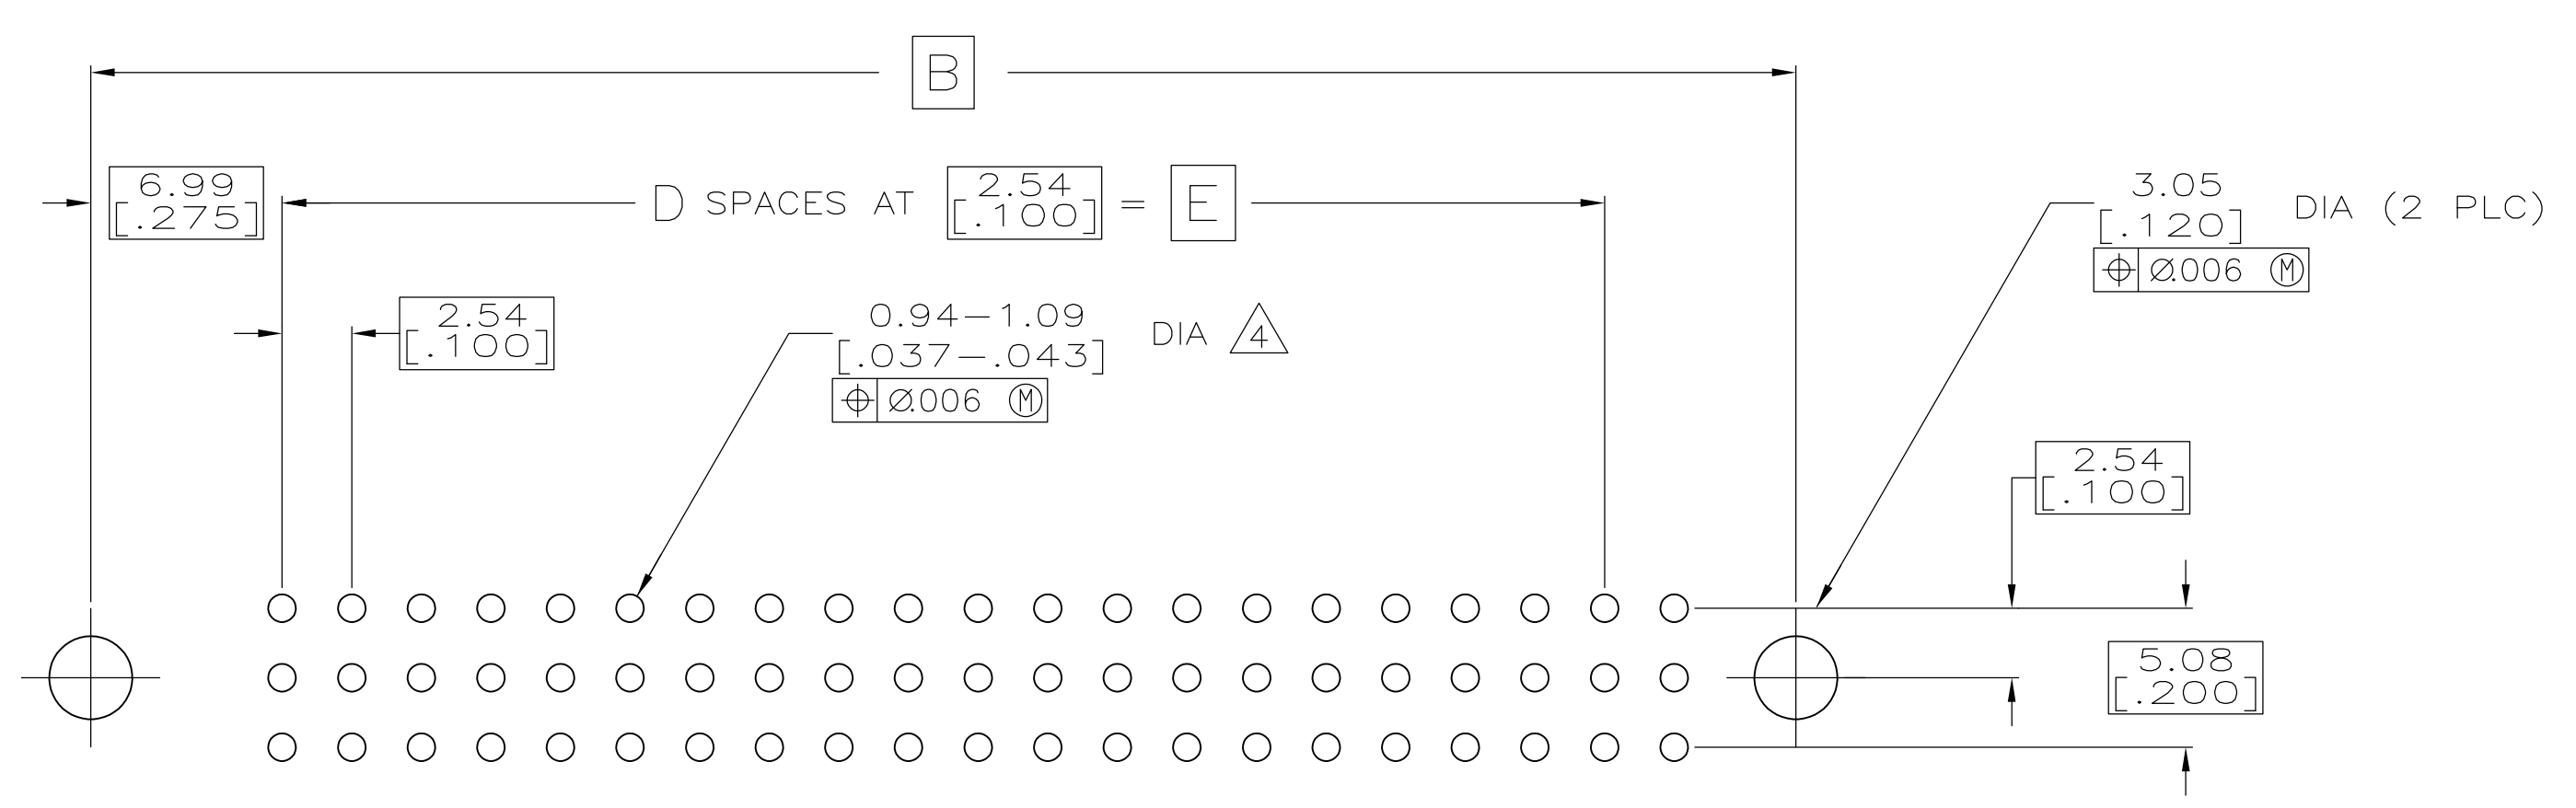 B
6.99
[.275]
D SPACES AT 2.54 = E
[.100]
3.05 DIA (2 PLC)
[.120]
⌖ Ø.006 Ⓜ
2.54
[.100]
0.94-1.09 DIA 4
[.037-.043]
⌖ Ø.006 Ⓜ
2.54
[.100]
5.08
[.200]